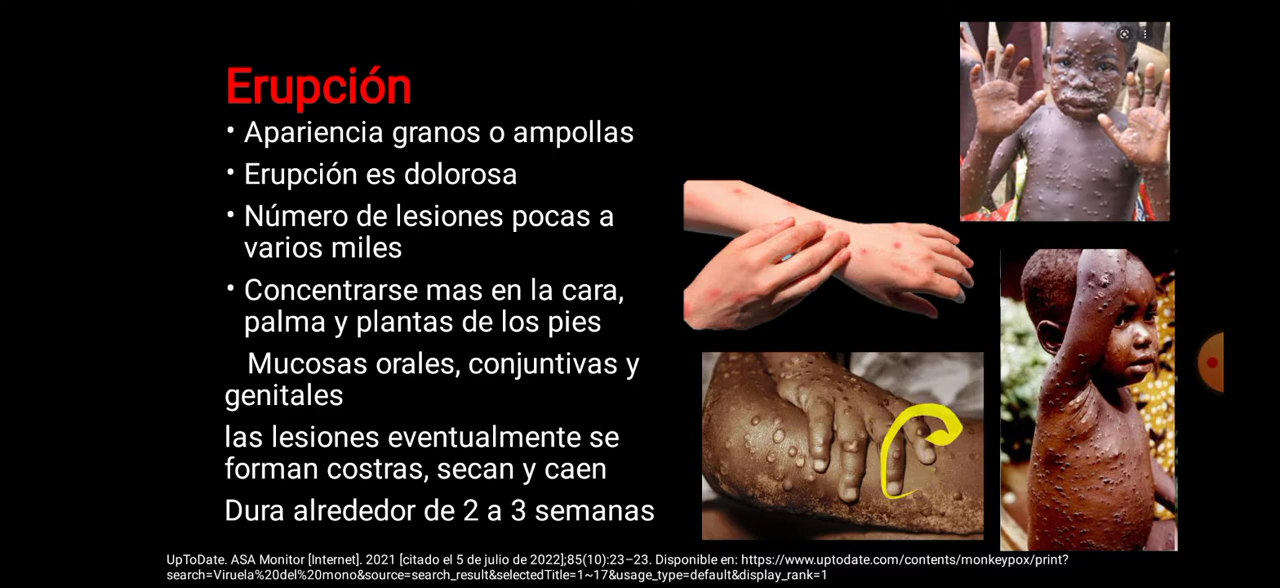 Erupción
• Apariencia granos o ampollas
• Erupción es dolorosa
• Número de lesiones pocas a
varios miles
• Concentrarse mas en la cara,
palma y plantas de los pies
Mucosas orales, conjuntivas y
genitales
las lesiones eventualmente se
forman costras, secan y caen
Dura alrededor de 2 a 3 semanas
UpToDate. ASA Monitor [Internet]. 2021 [citado el 5 de julio de 2022];85(10):23–23. Disponible en: https://www.uptodate.com/contents/monkeypox/print?
search=Viruela%20del%20mono&source=search_result&selectedTitle=1~17&usage_type=default&display_rank=1